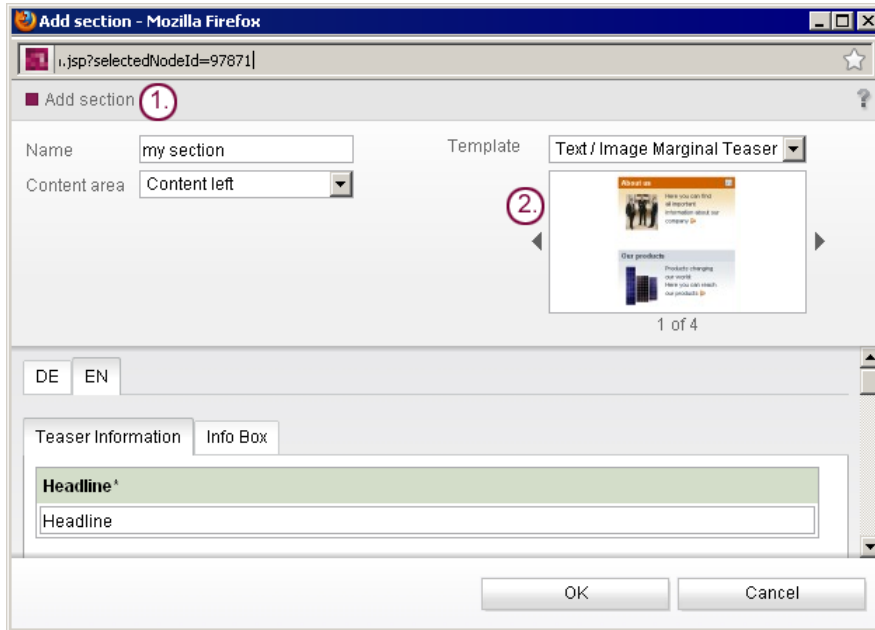 Add section - Mozilla Firefox
ı.jsp?selectedNodeId=97871
Add section
1.
?
Name
my section
Template
Text / Image Marginal Teaser
Content area
Content left
2.
About us
Here you can find
all important
information about our
company
Our products
Products changing
our world.
Here you can reach
our products
1 of 4
DE
EN
Teaser Information
Info Box
Headline*
Headline
OK
Cancel